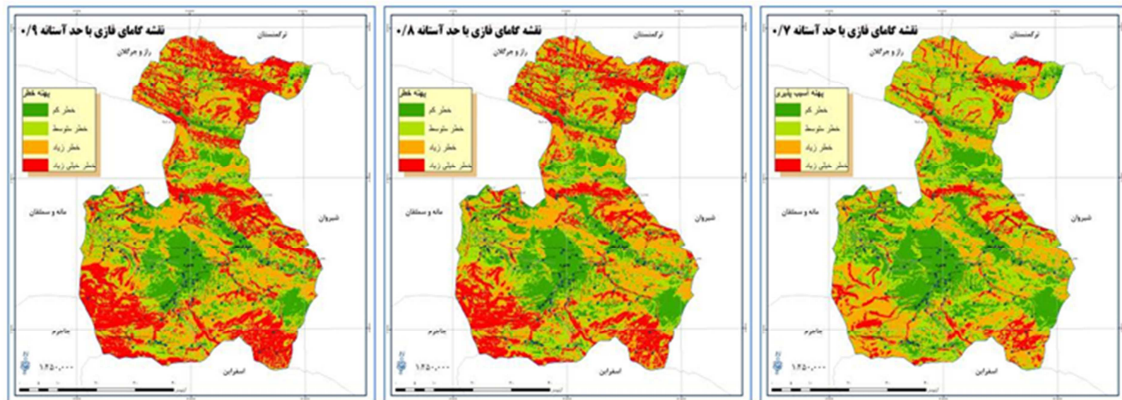 نقشه گامای فازی با حد آستانه ۰/۹
ترکمنستان
راز و جرگلان
پهنه خطر
خطر کم
خطر متوسط
خطر زیاد
خطر خیلی زیاد
مانه و سملقان
شیروان
جاجرم
اسفراین
۱:۴۵۰,۰۰۰
نقشه گامای فازی با حد آستانه ۰/۸
ترکمنستان
راز و جرگلان
پهنه خطر
خطر کم
خطر متوسط
خطر زیاد
خطر خیلی زیاد
مانه و سملقان
شیروان
جاجرم
اسفراین
۱:۴۵۰,۰۰۰
نقشه گامای فازی با حد آستانه ۰/۷
ترکمنستان
راز و جرگلان
پهنه آسیب پذیری
خطر کم
خطر متوسط
خطر زیاد
خطر خیلی زیاد
مانه و سملقان
شیروان
جاجرم
اسفراین
۱:۴۵۰,۰۰۰